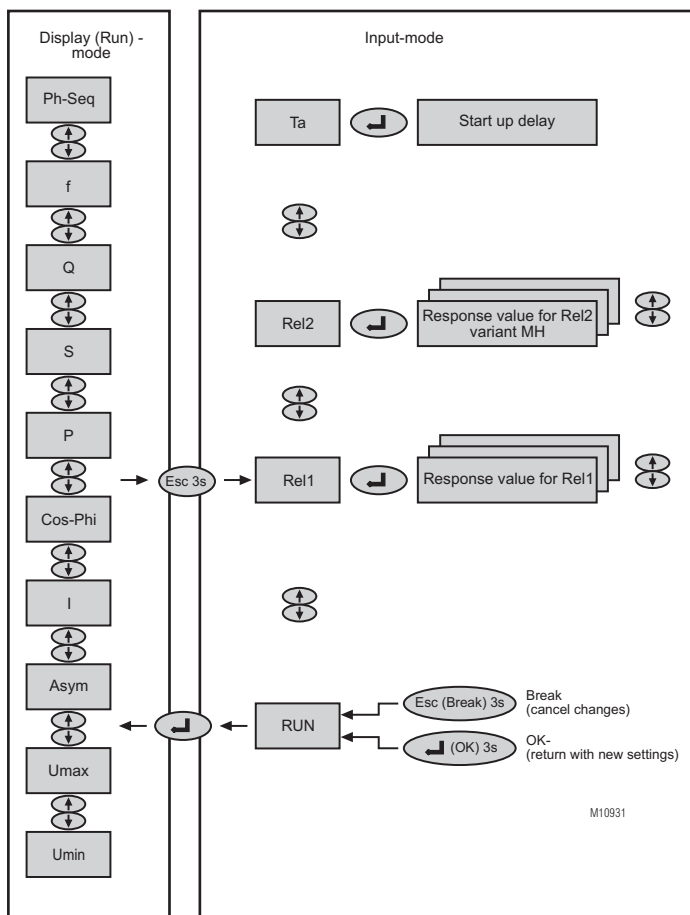 Display (Run) -
mode
Ph-Seq
f
Q
S
P
Cos-Phi
I
Asym
Umax
Umin
Esc 3s
Input-mode
Ta
Start up delay
Rel2
Response value for Rel2
variant MH
Rel1
Response value for Rel1
RUN
Esc (Break) 3s
Break
(cancel changes)
(OK) 3s
OK-
(return with new settings)
M10931